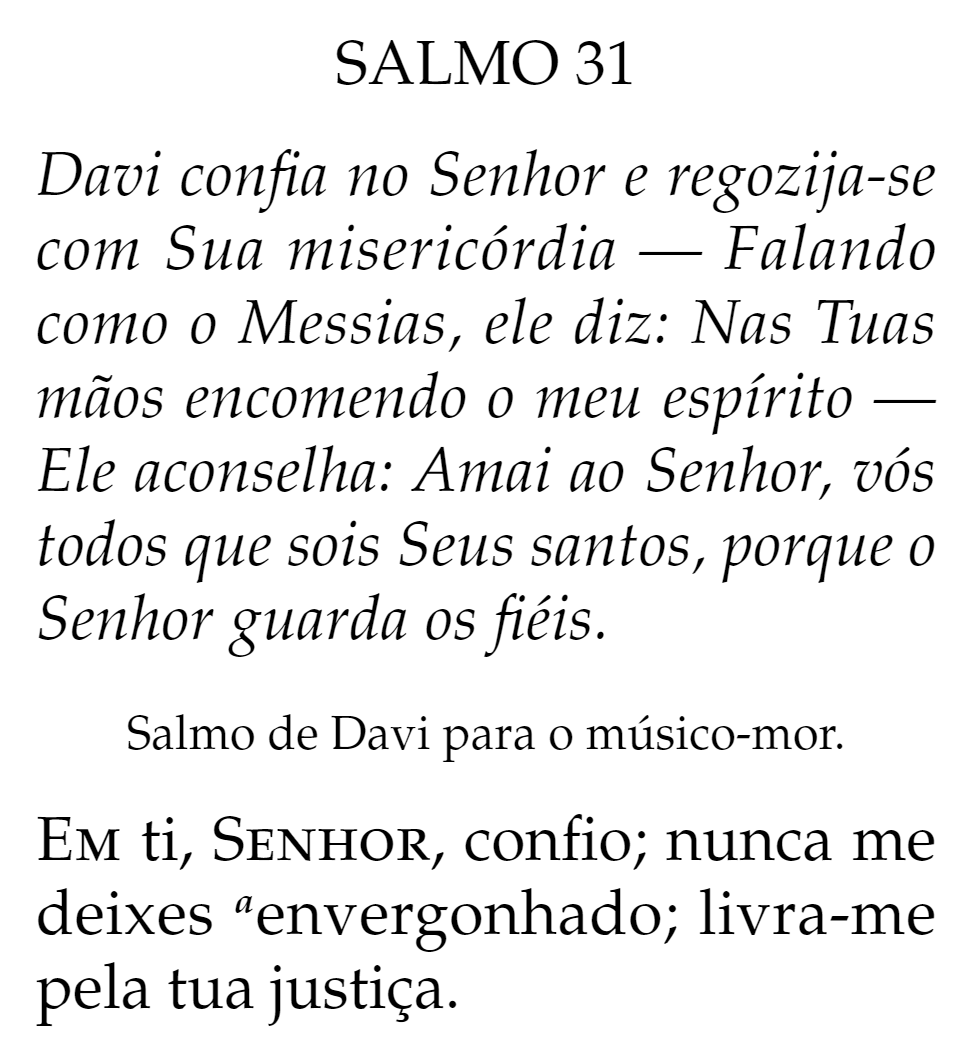 SALMO 31
Davi confia no Senhor e regozija-se
com Sua misericórdia — Falando
como o Messias, ele diz: Nas Tuas
mãos encomendo o meu espírito —
Ele aconselha: Amai ao Senhor, vós
todos que sois Seus santos, porque o
Senhor guarda os fiéis.
Salmo de Davi para o músico-mor.
EM ti, SENHOR, confio; nunca me
deixes ᵃenvergonhado; livra-me
pela tua justiça.